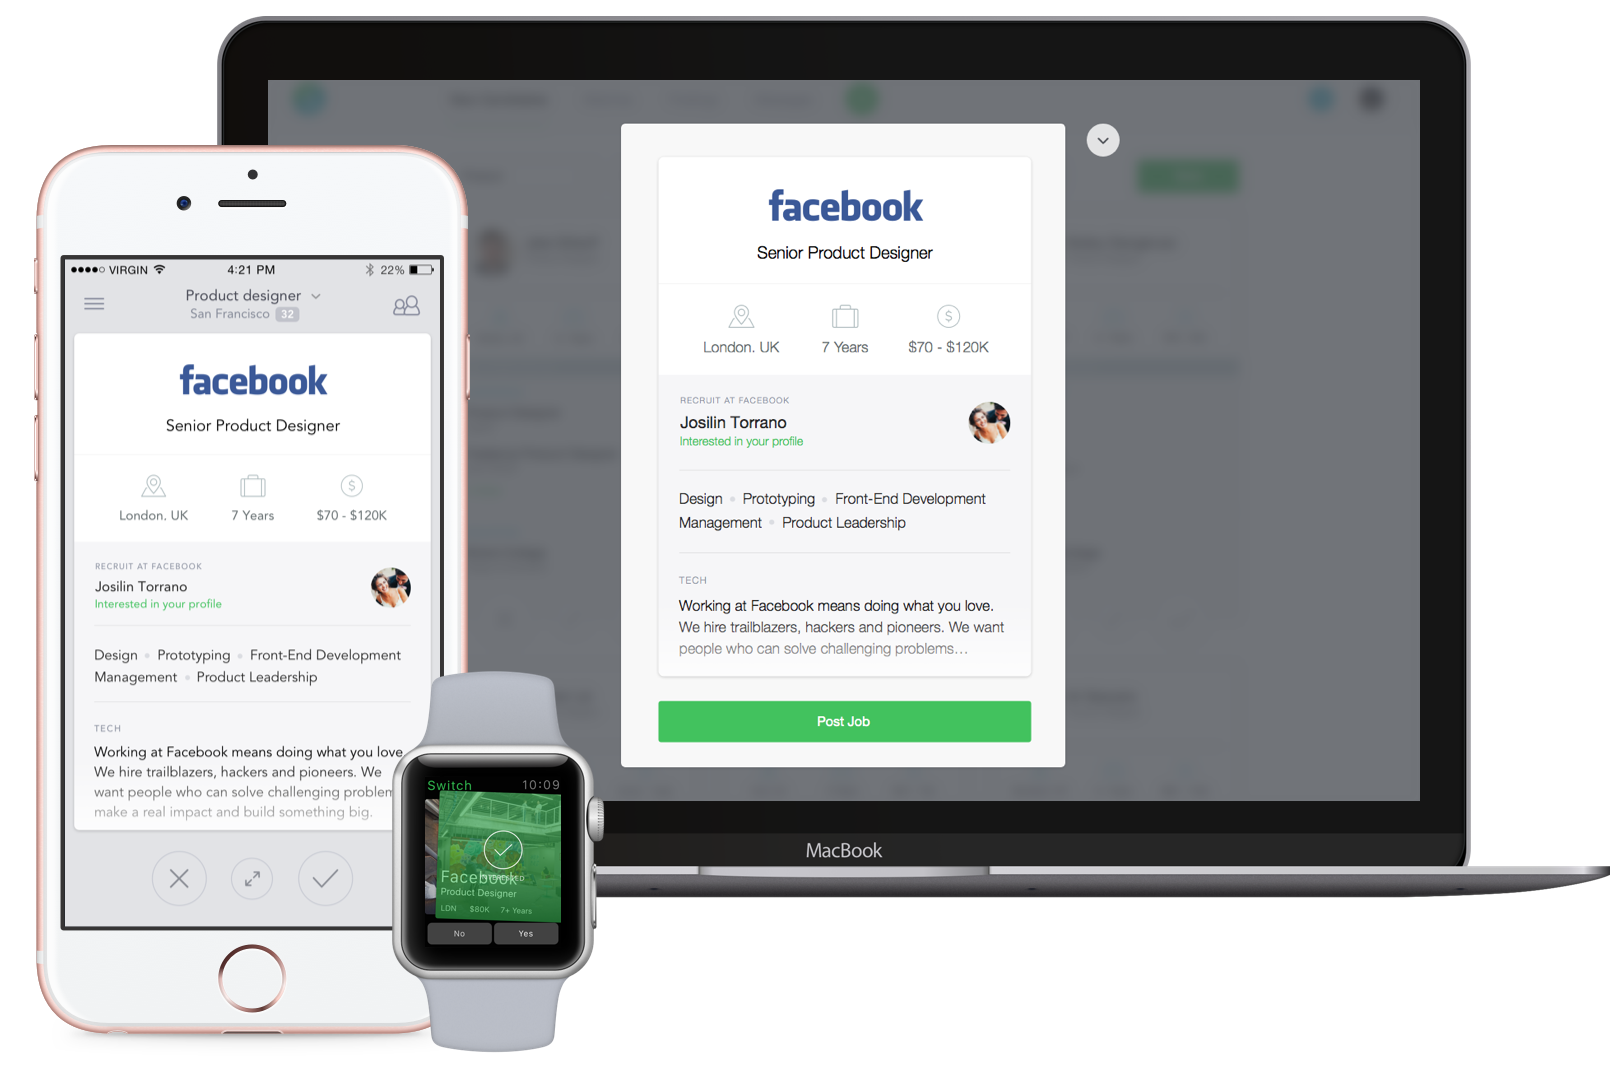 VIRGIN
4:21 PM
22%
Product designer
San Francisco 32
facebook
Senior Product Designer
London. UK
7 Years
$70 - $120K
RECRUIT AT FACEBOOK
Josilin Torrano
Interested in your profile
Design • Prototyping • Front-End Development
Management • Product Leadership
TECH
Working at Facebook means doing what you love.
We hire trailblazers, hackers and pioneers. We
want people who can solve challenging problem
make a real impact and build something big.
Switch
10:09
Facebook
Product Designer
LDN $80K 7+ Years
No
Yes
facebook
Senior Product Designer
London. UK
7 Years
$70 - $120K
RECRUIT AT FACEBOOK
Josilin Torrano
Interested in your profile
Design • Prototyping • Front-End Development
Management • Product Leadership
TECH
Working at Facebook means doing what you love.
We hire trailblazers, hackers and pioneers. We want
people who can solve challenging problems…
Post Job
MacBook